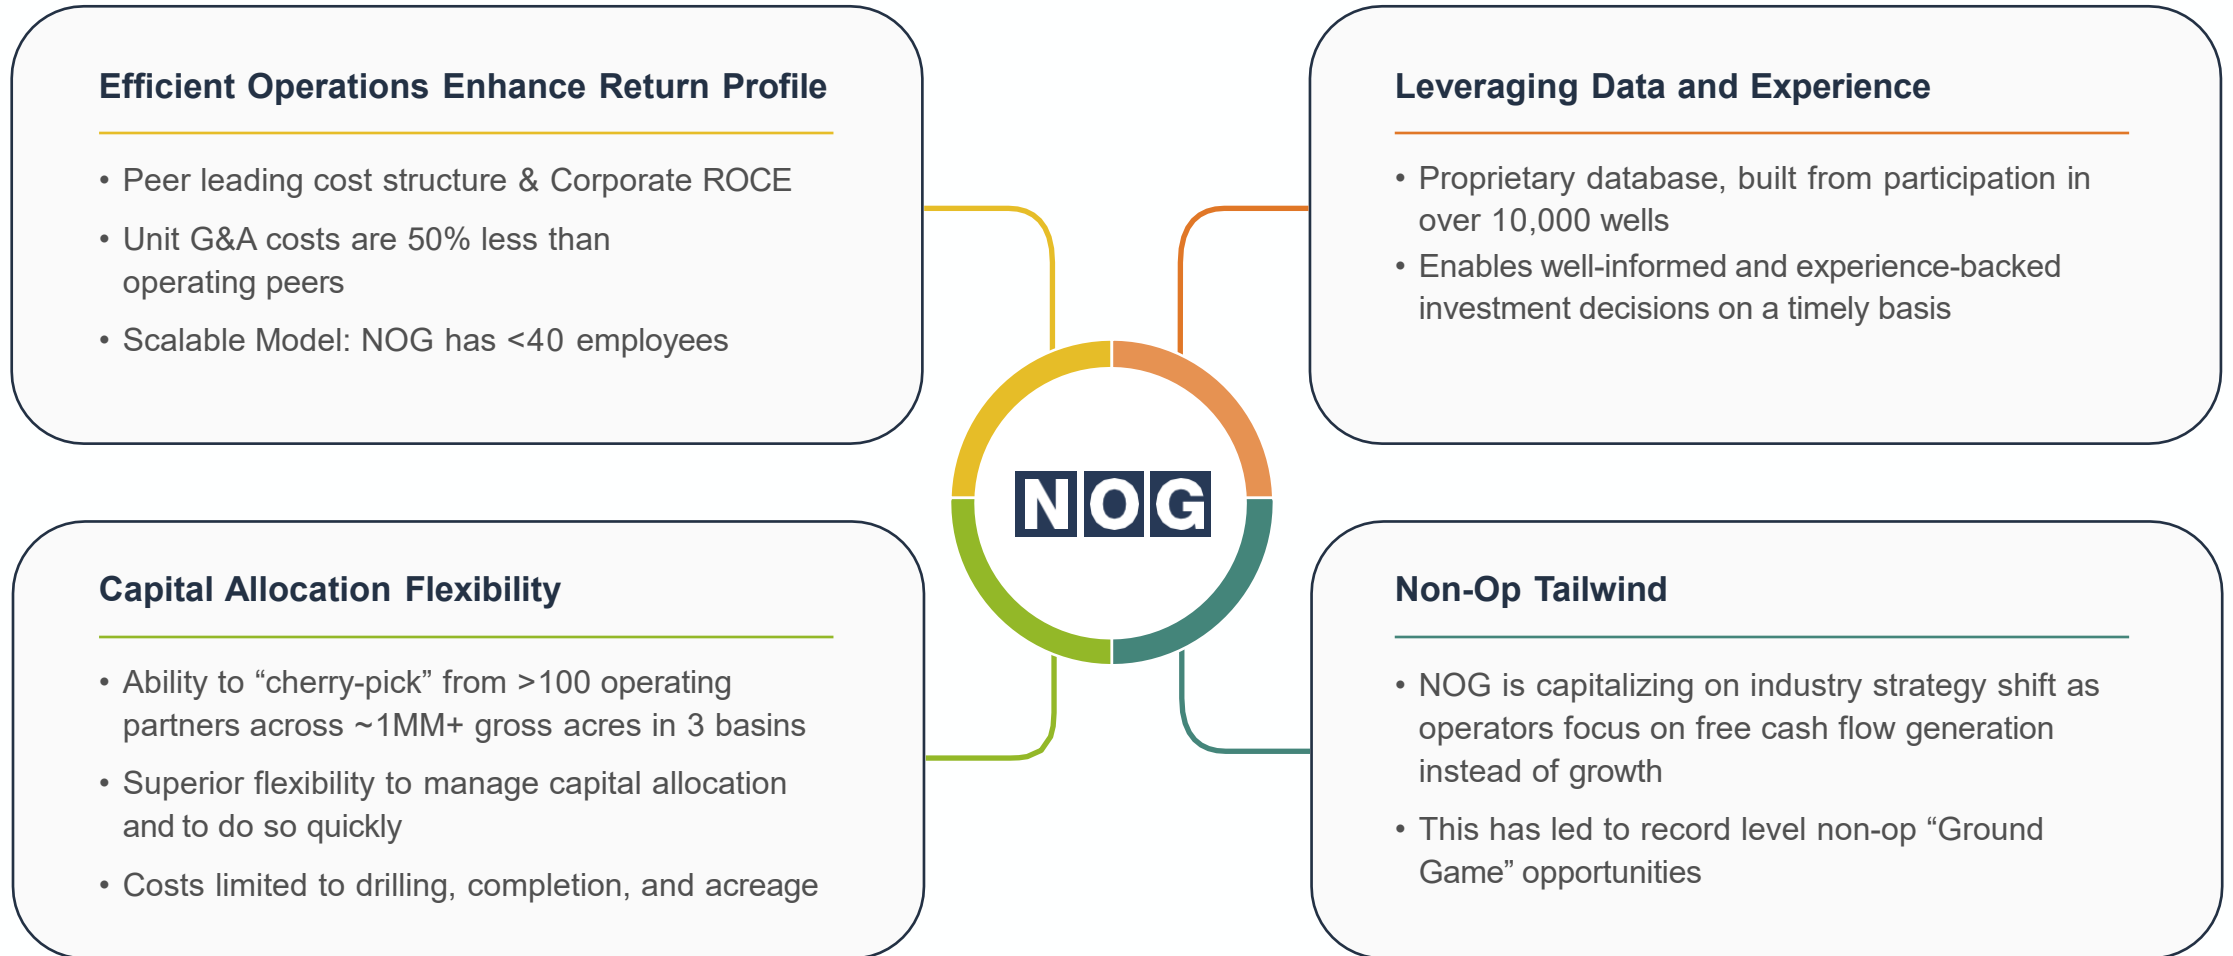 Efficient Operations Enhance Return Profile
• Peer leading cost structure & Corporate ROCE
• Unit G&A costs are 50% less than
operating peers
• Scalable Model: NOG has <40 employees
Leveraging Data and Experience
• Proprietary database, built from participation in
over 10,000 wells
• Enables well-informed and experience-backed
investment decisions on a timely basis
NOG
Capital Allocation Flexibility
• Ability to “cherry-pick” from >100 operating
partners across ~1MM+ gross acres in 3 basins
• Superior flexibility to manage capital allocation
and to do so quickly
• Costs limited to drilling, completion, and acreage
Non-Op Tailwind
• NOG is capitalizing on industry strategy shift as
operators focus on free cash flow generation
instead of growth
• This has led to record level non-op “Ground
Game” opportunities